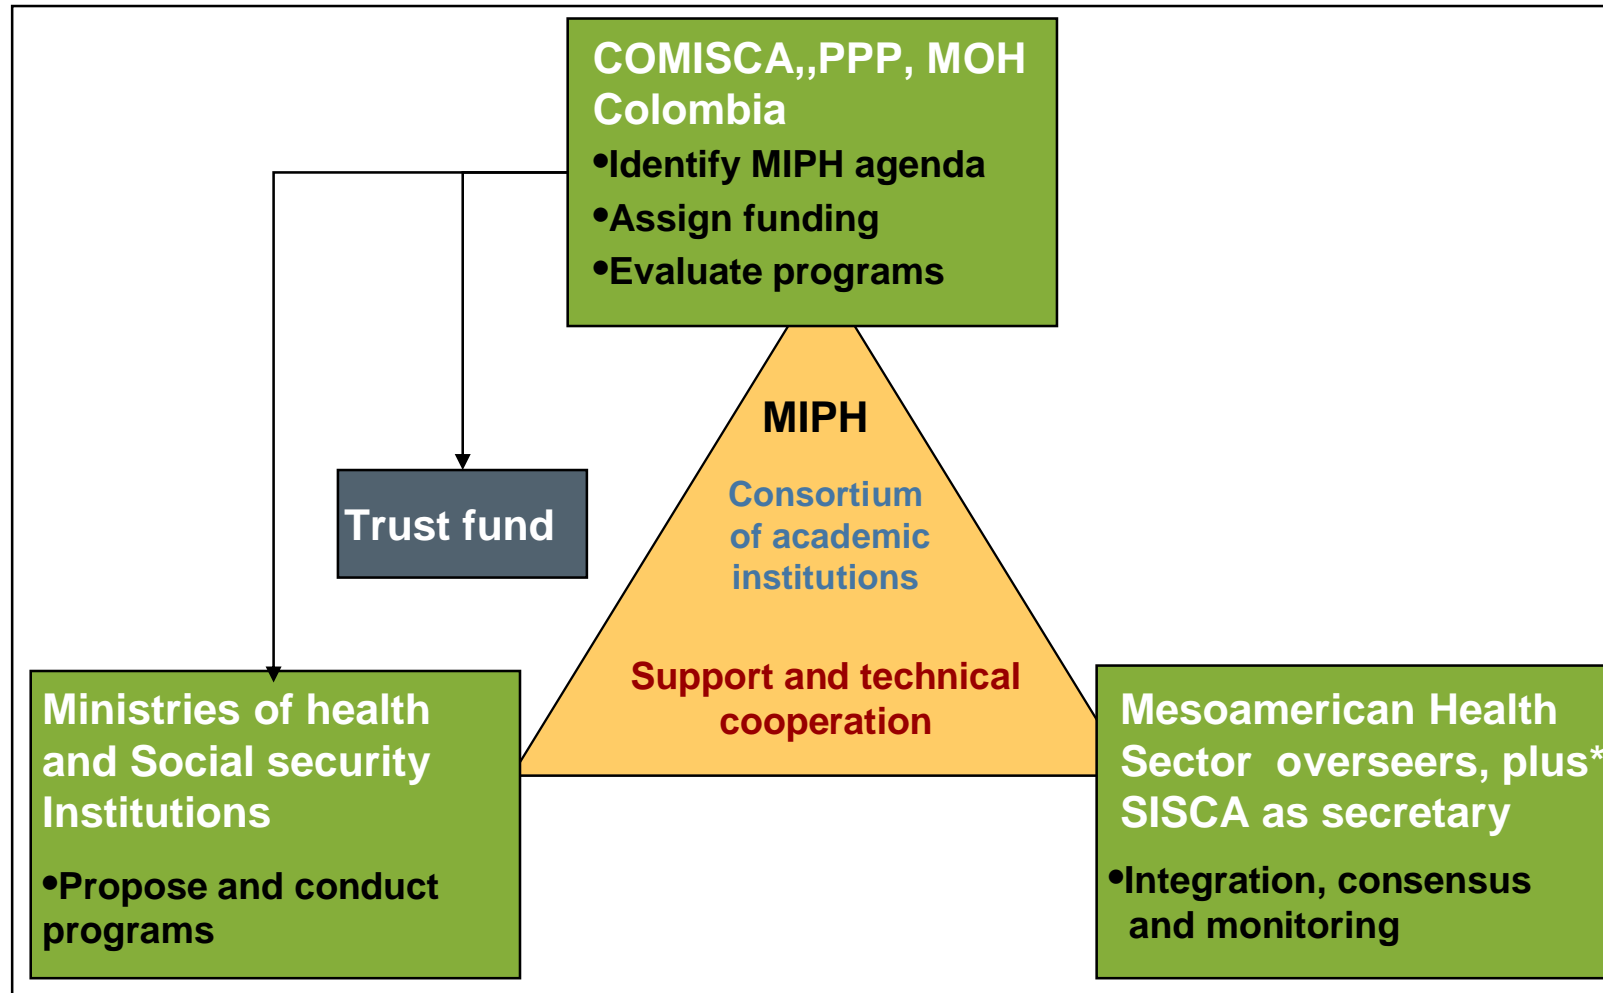 COMISCA,,PPP, MOH
Colombia
•Identify MIPH agenda
•Assign funding
•Evaluate programs
MIPH
Consortium
of academic
institutions
Support and technical
cooperation
Trust fund
Ministries of health
and Social security
Institutions
•Propose and conduct
programs
Mesoamerican Health
Sector  overseers, plus*
SISCA as secretary
•Integration, consensus
and monitoring